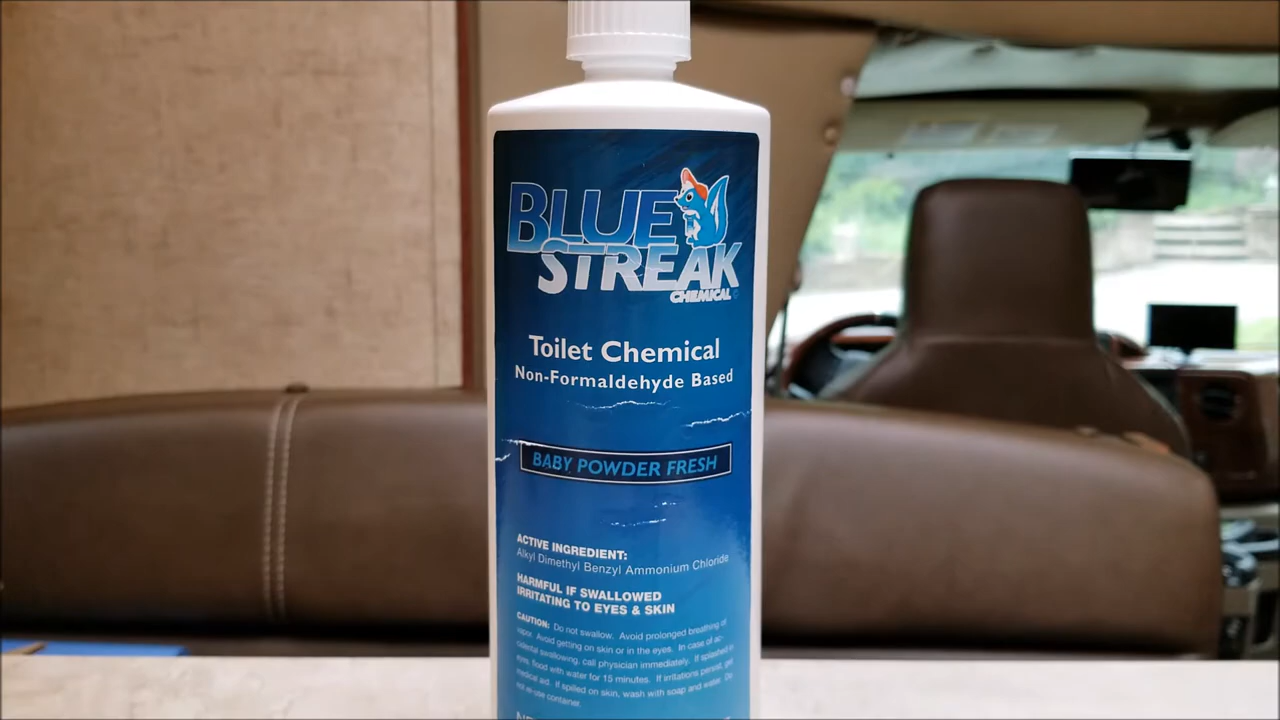 BLUE
STREAK
CHEMICAL
Toilet Chemical
Non-Formaldehyde Based
BABY POWDER FRESH
ACTIVE INGREDIENT:
Alkyl Dimethyl Benzyl Ammonium Chloride
HARMFUL IF SWALLOWED
IRRITATING TO EYES & SKIN
CAUTION: Do not swallow. Avoid prolonged breathing of
vapor. Avoid getting on skin or in the eyes. In case of ac-
cidental swallowing, call physician immediately. If splashed in
eyes, flood with water for 15 minutes. If irritations persist, get
medical aid. If spilled on skin, wash with soap and water. Do
not re-use container.